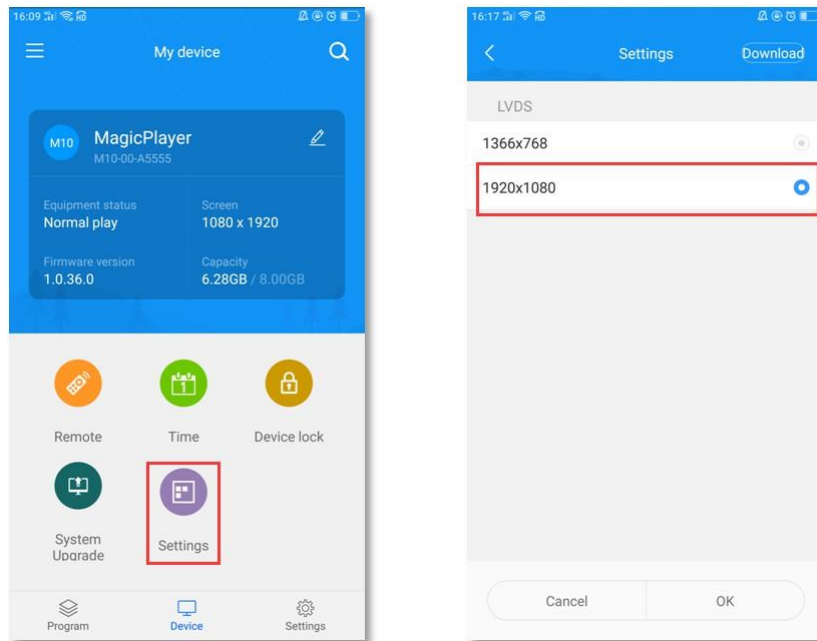 16:09
My device
M10
MagicPlayer
M10-00-A5555
Equipment status
Normal play
Screen
1080 x 1920
Firmware version
1.0.36.0
Capacity
6.28GB / 8.00GB
1
Remote
Time
Device lock
System
Upgrade
Settings
Program
Device
Settings
16:17
Settings
Download
LVDS
1366x768
1920x1080
Cancel
OK